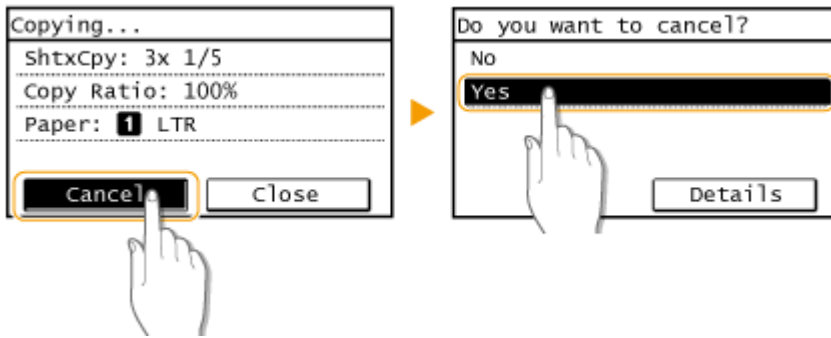 Copying...
ShtxCpy: 3x 1/5
Copy Ratio: 100%
Paper: 1 LTR
Cancel
Close
Do you want to cancel?
No
Yes
Details